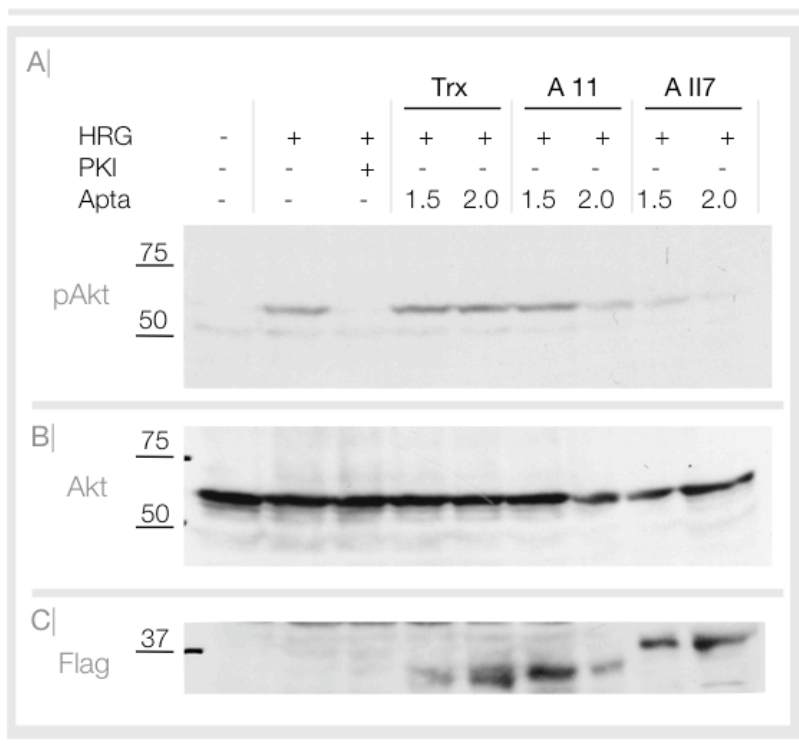 A|
Trx A 11 A II7
HRG - + + + + + + + +
PKI - - + - - - - - -
Apta - - - 1.5 2.0 1.5 2.0 1.5 2.0
75
pAkt
50
B|
75
Akt
50
C|
37
Flag